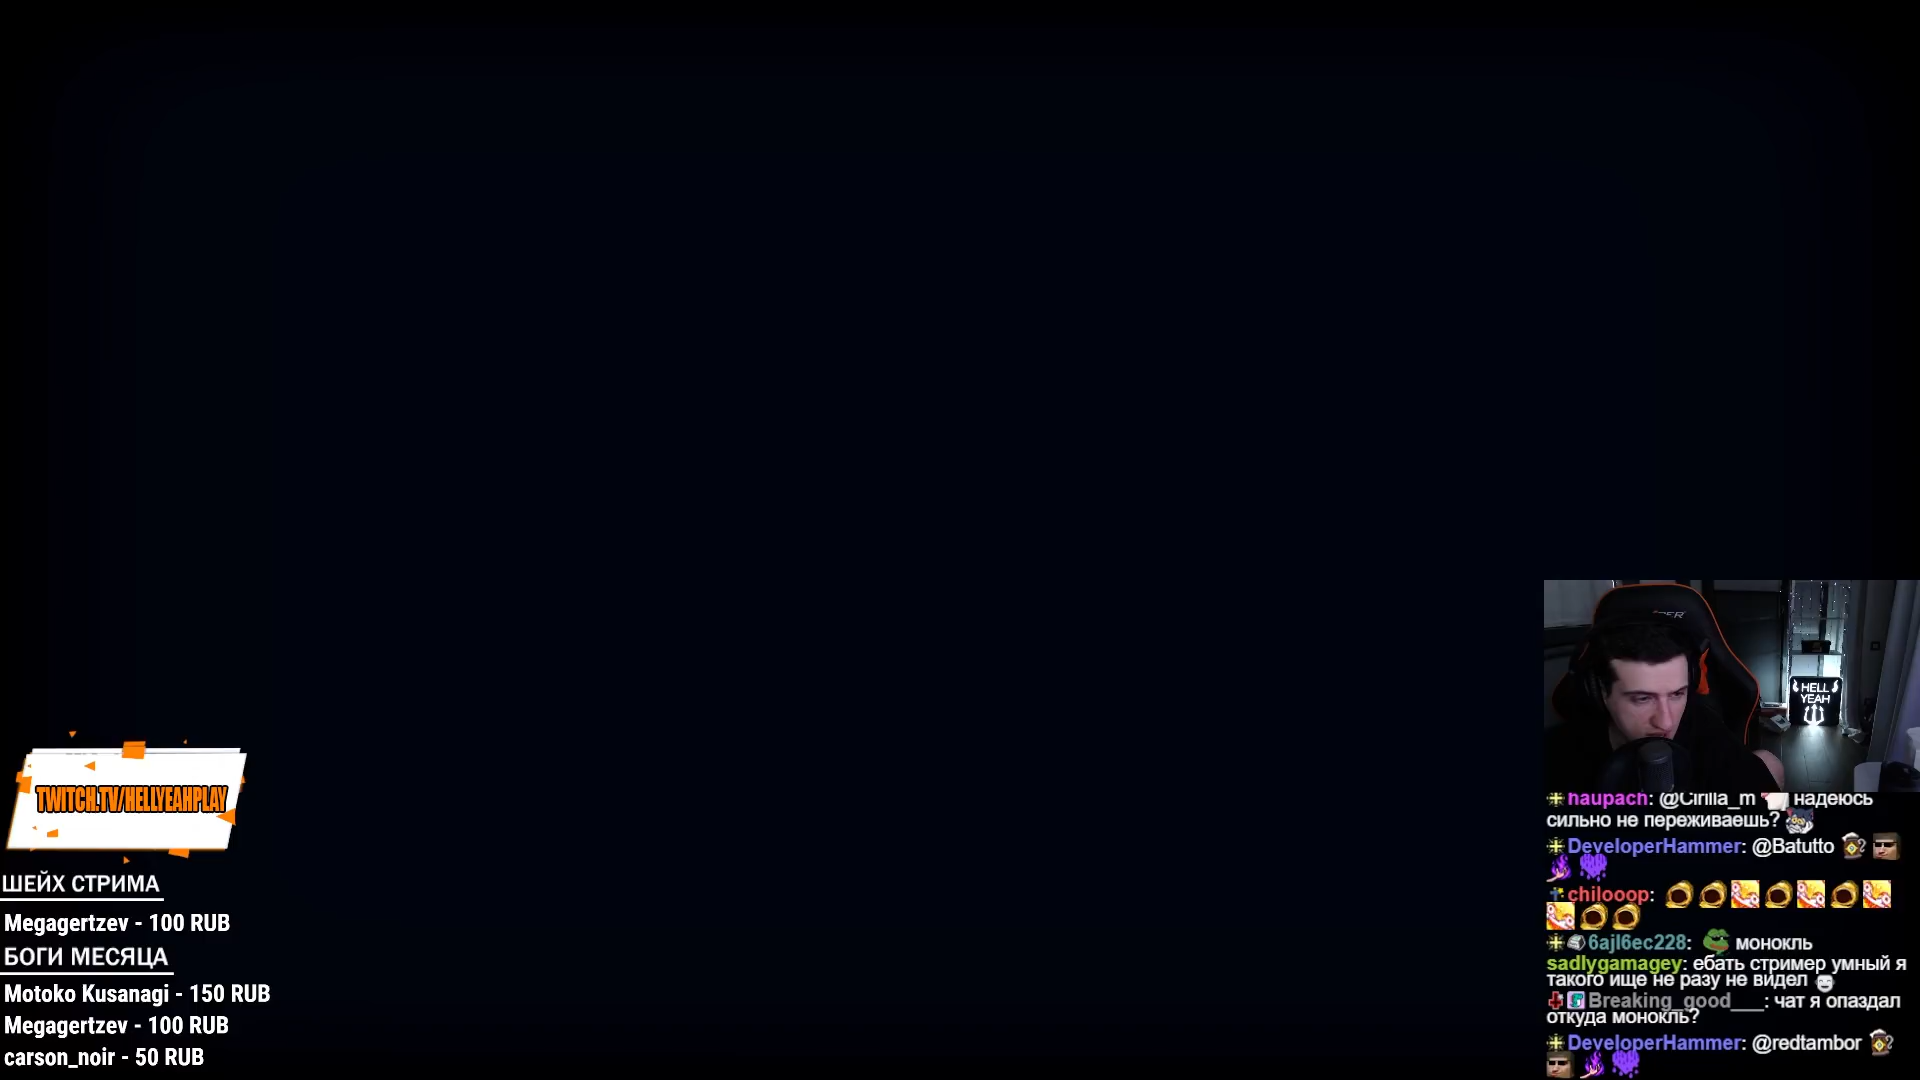 HELL
YEAH
TWITCH.TV/HELLYEAHPLAY
ШЕЙХ СТРИМА
Megagertzev - 100 RUB
БОГИ МЕСЯЦА
Motoko Kusanagi - 150 RUB
Megagertzev - 100 RUB
carson_noir - 50 RUB
haupach: @Cirilla_m надеюсь
сильно не переживаешь?
DeveloperHammer: @Batutto
chilooop:
6ajl6ec228: монокль
sadlygamagey: ебать стример умный я
такого ище не разу не видел
Breaking_good___: чат я опаздал
откуда монокль?
DeveloperHammer: @redtambor